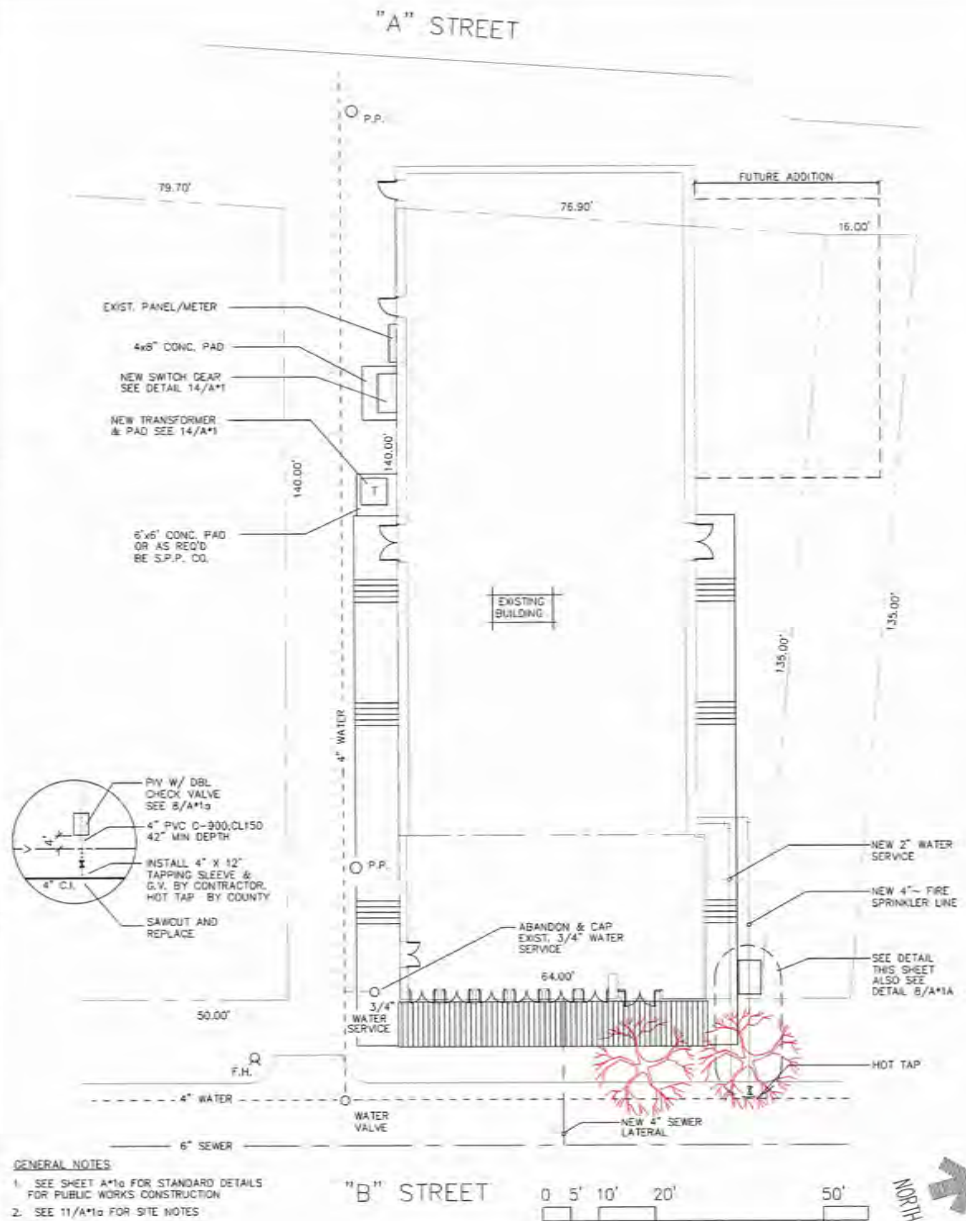 "A" STREET
P.P.
79.70'
FUTURE ADDITION
76.90'
16.00'
EXIST. PANEL/METER
4x8" CONC. PAD
NEW SWITCH GEAR
SEE DETAIL 14/A*1
NEW TRANSFORMER
& PAD SEE 14/A*1
140.00'
140.00'
T
6'x6' CONC. PAD
OR AS REQ'D
BE S.P.P. CO.
EXISTING
BUILDING
135.00'
135.00'
4" WATER
PIV W/ DBL
CHECK VALVE
SEE 8/A*1a
4" PVC C-900,CL150
42" MIN DEPTH
4'
INSTALL 4" X 12"
TAPPING SLEEVE &
G.V. BY CONTRACTOR,
HOT TAP BY COUNTY
4" C.I.
SAWCUT AND
REPLACE
P.P.
NEW 2" WATER
SERVICE
NEW 4"~ FIRE
SPRINKLER LINE
ABANDON & CAP
EXIST. 3/4" WATER
SERVICE
SEE DETAIL
THIS SHEET
ALSO SEE
DETAIL 8/A*1A
64.00'
3/4"
WATER
SERVICE
50.00'
F.H.
HOT TAP
4" WATER
WATER
VALVE
NEW 4" SEWER
LATERAL
6" SEWER
GENERAL NOTES
1. SEE SHEET A*1a FOR STANDARD DETAILS
FOR PUBLIC WORKS CONSTRUCTION
2. SEE 11/A*1a FOR SITE NOTES
"B" STREET
0 5' 10' 20' 50'
NORTH